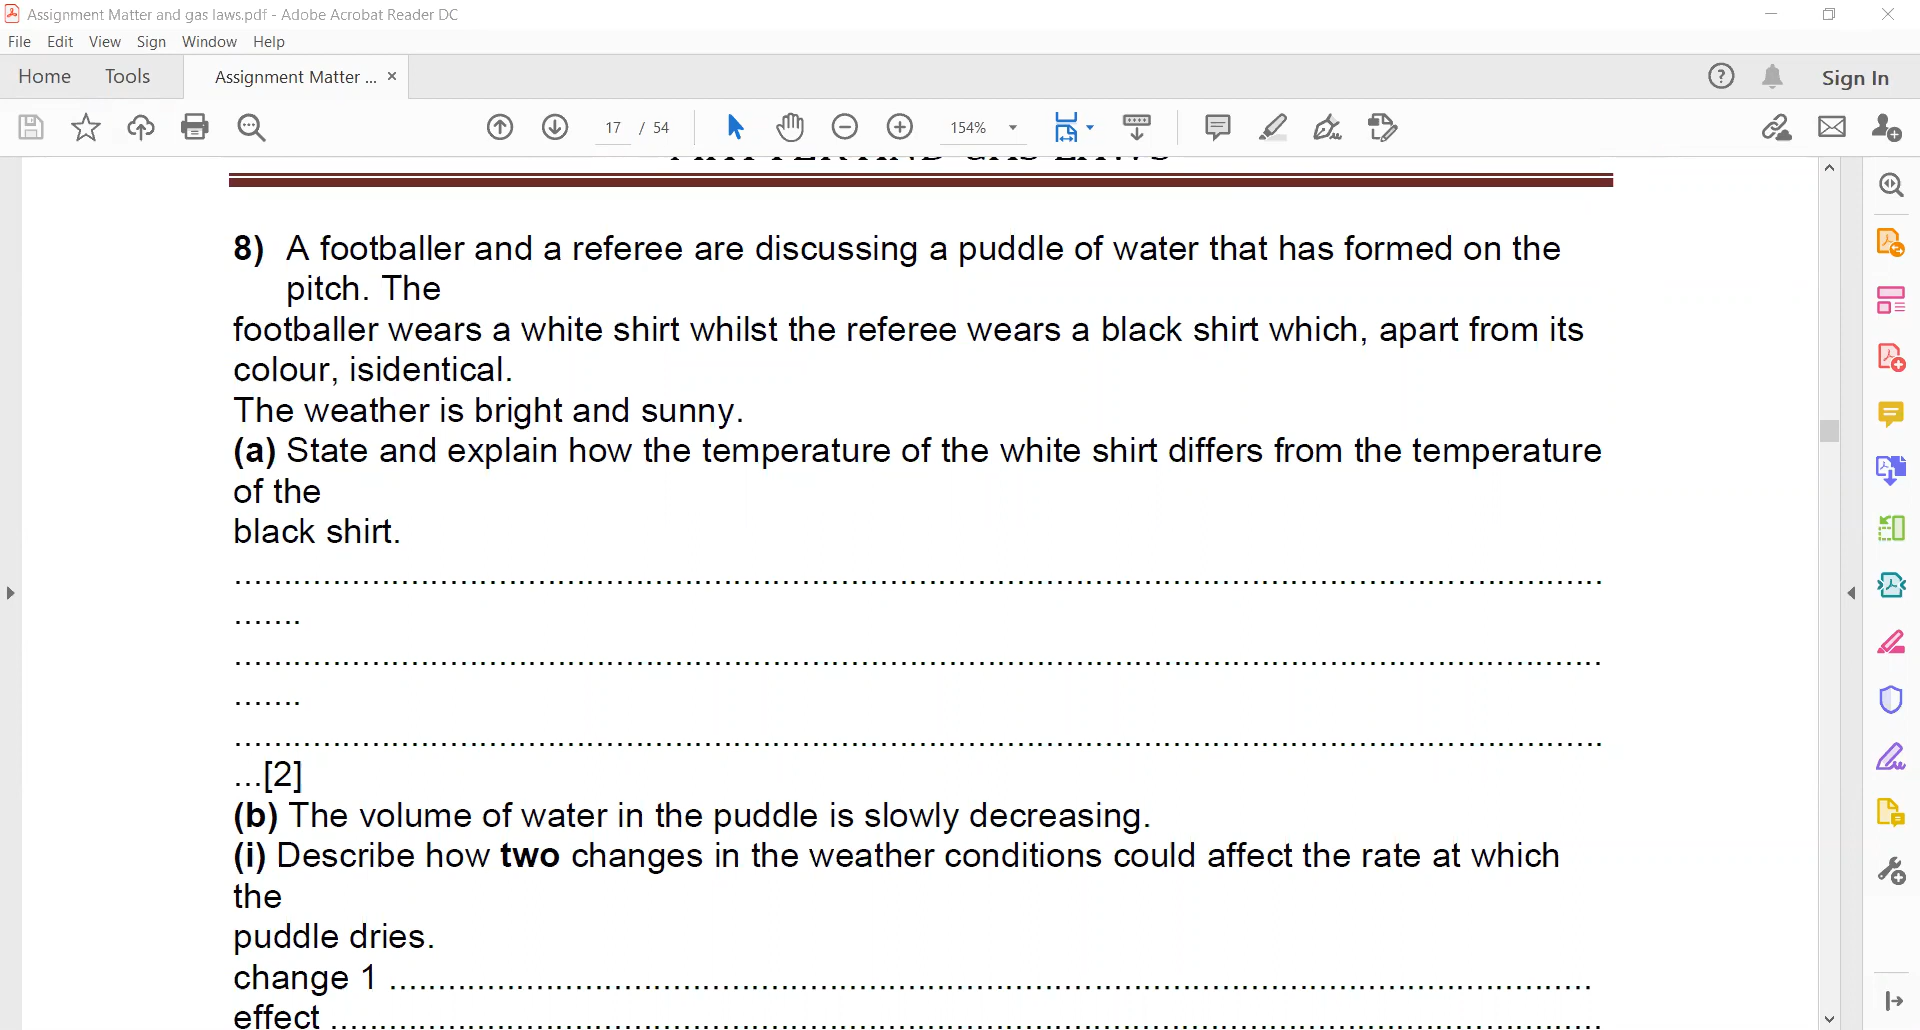 Assignment Matter and gas laws.pdf - Adobe Acrobat Reader DC
File Edit View Sign Window Help
Home Tools Assignment Matter ... × Sign In
17 / 54 154%
MATTER AND GAS LAWS
8) A footballer and a referee are discussing a puddle of water that has formed on the
pitch. The
footballer wears a white shirt whilst the referee wears a black shirt which, apart from its
colour, isidentical.
The weather is bright and sunny.
(a) State and explain how the temperature of the white shirt differs from the temperature
of the
black shirt.
....................................................................................................
.......
....................................................................................................
.......
....................................................................................................
...[2]
(b) The volume of water in the puddle is slowly decreasing.
(i) Describe how two changes in the weather conditions could affect the rate at which
the
puddle dries.
change 1 ....................................................................................................
effect ....................................................................................................